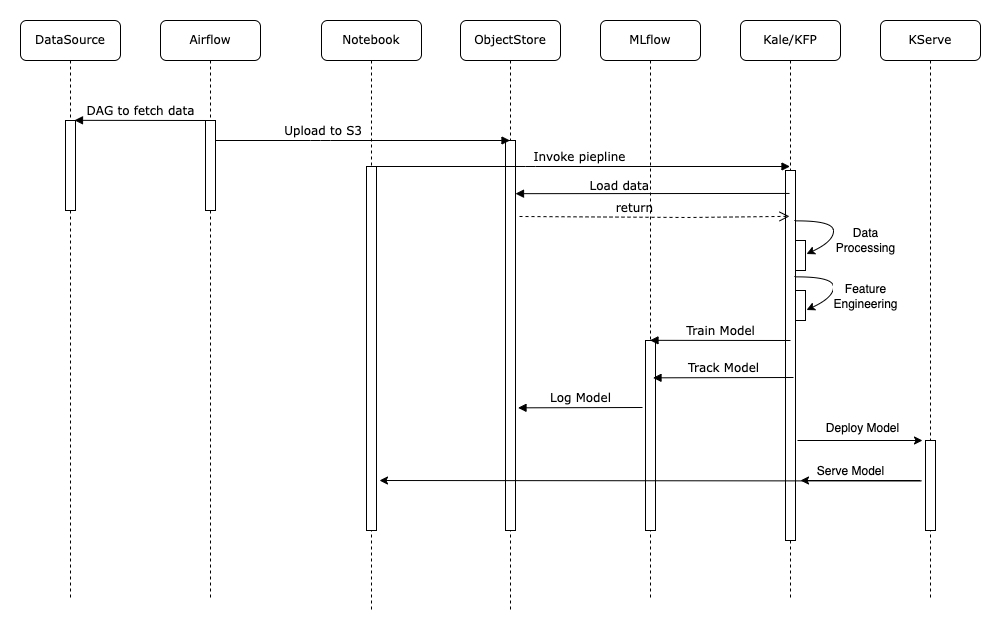 DataSource
Airflow
Notebook
ObjectStore
MLflow
Kale/KFP
KServe
DAG to fetch data
Upload to S3
Invoke piepline
Load data
return
Data
Processing
Feature
Engineering
Train Model
Track Model
Log Model
Deploy Model
Serve Model